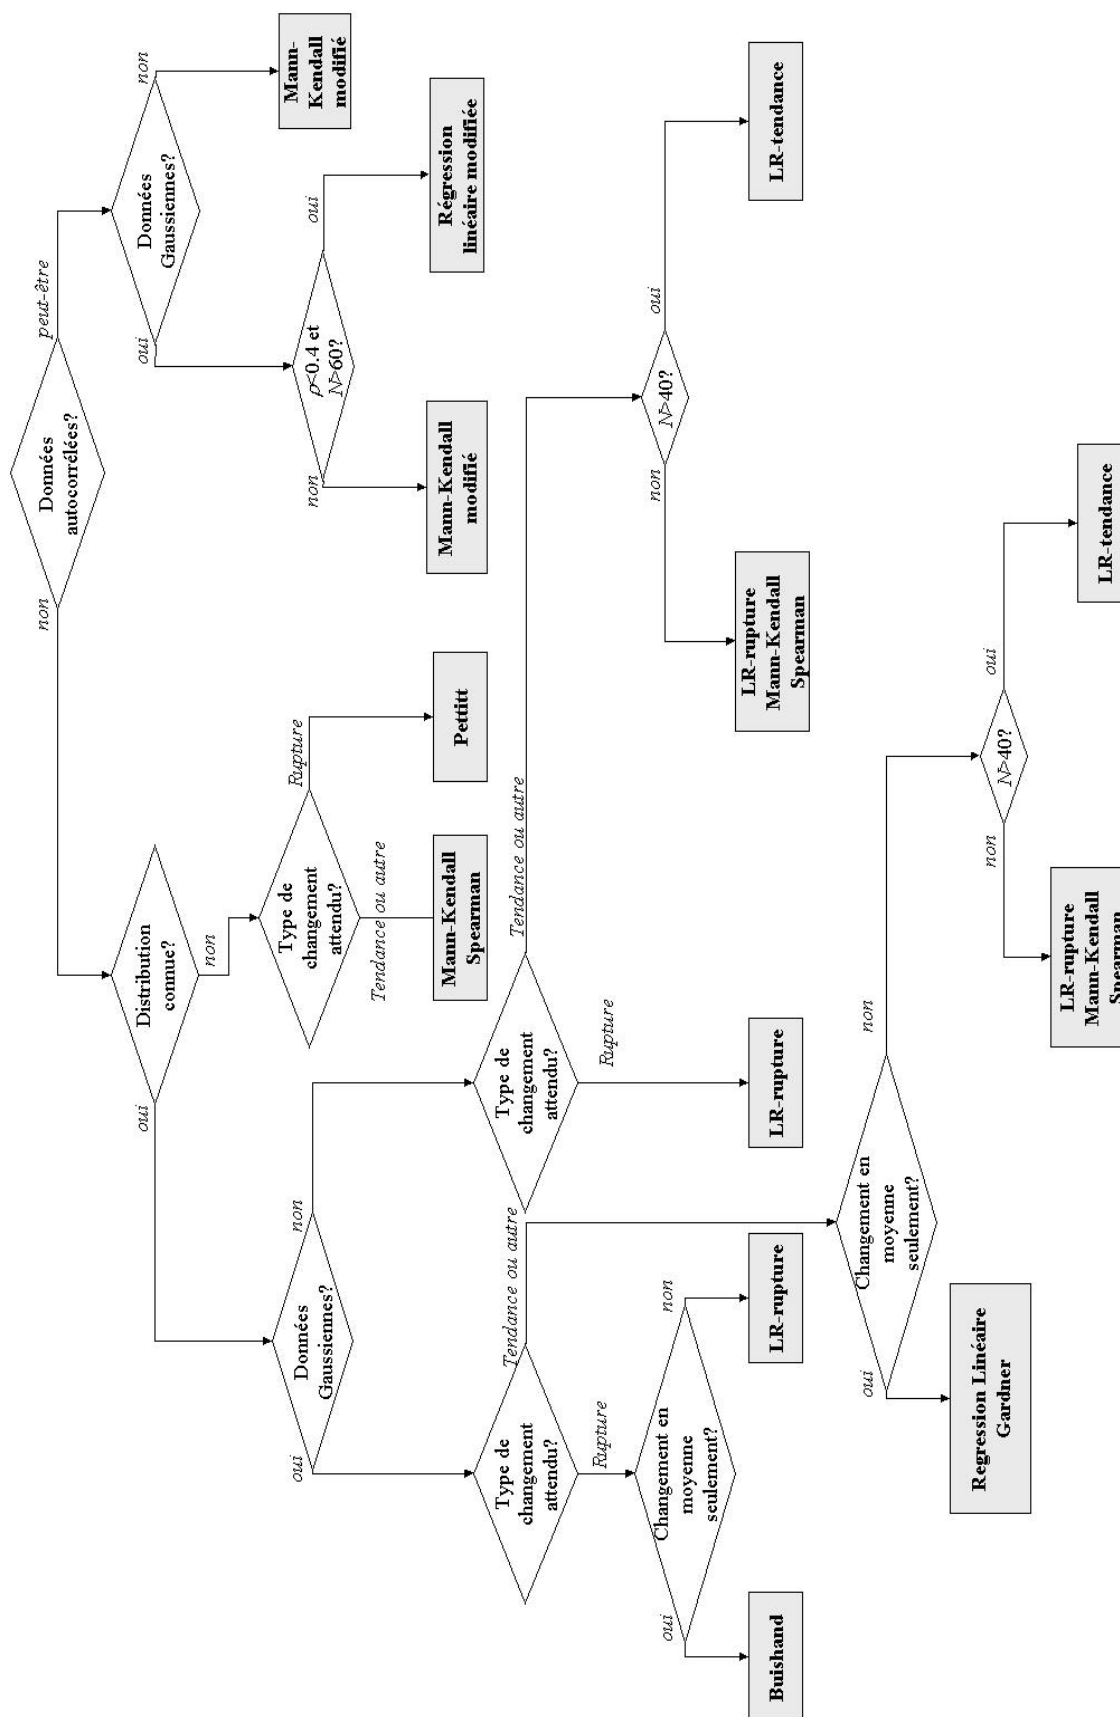 Données
autocorrélées?
non
peut-être
Distribution
connue?
oui
non
Données
Gaussiennes?
oui
non
Mann-
Kendall
modifié
ρ<0.4 et
N>60?
non
oui
Mann-Kendall
modifié
Régression
linéaire modifiée
Type de
changement
attendu?
Tendance ou autre
Rupture
Mann-Kendall
Spearman
Pettitt
Données
Gaussiennes?
oui
non
Type de
changement
attendu?
Rupture
Tendance ou autre
Type de
changement
attendu?
Rupture
Tendance ou autre
N>40?
non
oui
Changement en
moyenne
seulement?
oui
non
Buishand
LR-rupture
LR-rupture
LR-rupture
Mann-Kendall
Spearman
LR-tendance
Changement en
moyenne
seulement?
oui
non
Regression Linéaire
Gardner
N>40?
non
oui
LR-rupture
Mann-Kendall
Spearman
LR-tendance